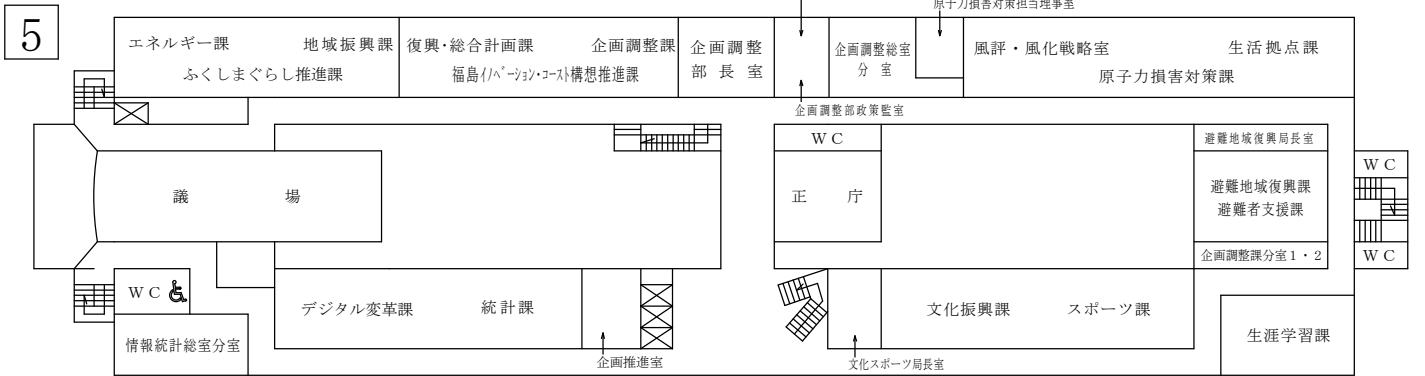 5
原子力損害対策担当理事室
エネルギー課 地域振興課
ふくしまぐらし推進課
復興・総合計画課 企画調整課
福島イノベーション・コースト構想推進課
企画調整
部長室
企画調整総室
分室
風評・風化戦略室 生活拠点課
原子力損害対策課
企画調整部政策監室
WC
避難地域復興局長室
WC
議場
正庁
避難地域復興課
避難者支援課
企画調整課分室1・2
WC
WC
デジタル変革課 統計課
文化振興課 スポーツ課
生涯学習課
情報統計総室分室
企画推進室
文化スポーツ局長室